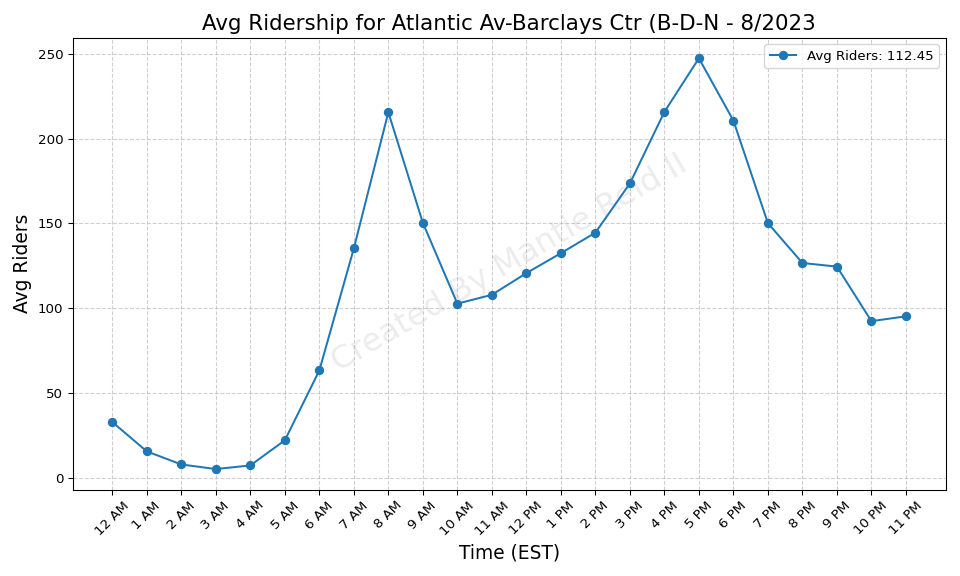 Avg Ridership for Atlantic Av-Barclays Ctr (B-D-N - 8/2023
Avg Riders: 112.45
250
200
150
100
50
0
Avg Riders
Created By Mantle Reid II
12 AM
1 AM
2 AM
3 AM
4 AM
5 AM
6 AM
7 AM
8 AM
9 AM
10 AM
11 AM
12 PM
1 PM
2 PM
3 PM
4 PM
5 PM
6 PM
7 PM
8 PM
9 PM
10 PM
11 PM
Time (EST)